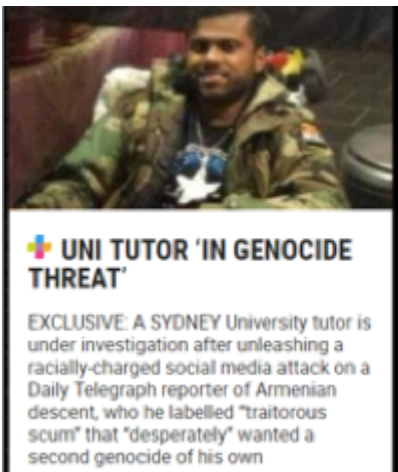 UNI TUTOR ‘IN GENOCIDE
THREAT’
EXCLUSIVE: A SYDNEY University tutor is
under investigation after unleashing a
racially-charged social media attack on a
Daily Telegraph reporter of Armenian
descent, who he labelled “traitorous
scum” that “desperately” wanted a
second genocide of his own